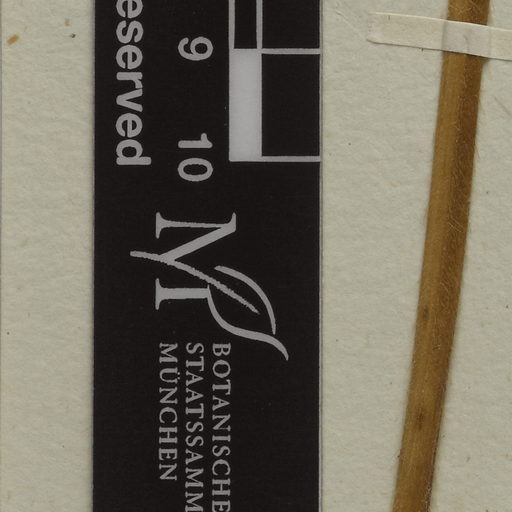 eserved
9 10
M
BOTANISCHE
STAATSSAMM
MÜNCHEN